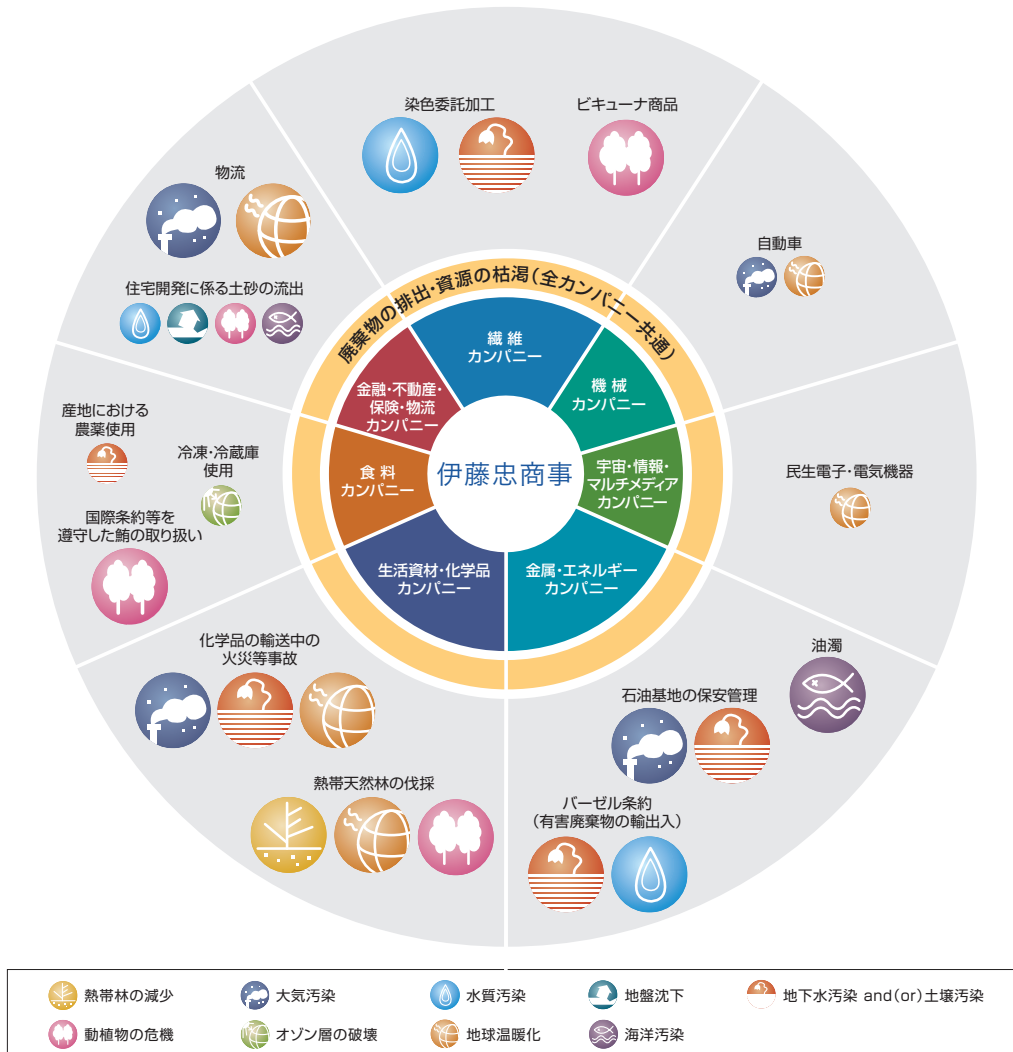 染色委託加工
ビキューナ商品
物流
住宅開発に係る土砂の流出
自動車
廃棄物の排出・資源の枯渇(全カンパニー共通)
繊維
カンパニー
機械
カンパニー
金融・不動産・
保険・物流
カンパニー
伊藤忠商事
宇宙・情報・
マルチメディア
カンパニー
食料
カンパニー
生活資材・化学品
カンパニー
金属・エネルギー
カンパニー
産地における
農薬使用
冷凍・冷蔵庫
使用
国際条約等を
遵守した鮪の取り扱い
民生電子・電気機器
化学品の輸送中の
火災等事故
熱帯天然林の伐採
油濁
石油基地の保安管理
バーゼル条約
(有害廃棄物の輸出入)
熱帯林の減少
大気汚染
水質汚染
地盤沈下
地下水汚染 and(or)土壌汚染
動植物の危機
オゾン層の破壊
地球温暖化
海洋汚染